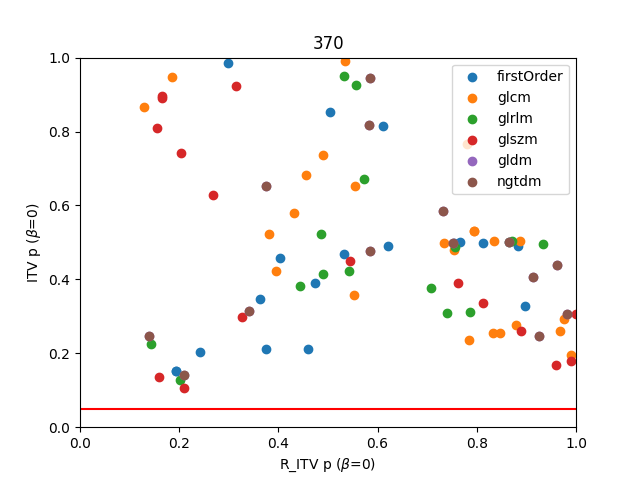 370
1.0
0.8
0.6
0.4
0.2
0.0
ITV p (β=0)
0.0 0.2 0.4 0.6 0.8 1.0
R_ITV p (β=0)
firstOrder
glcm
glrlm
glszm
gldm
ngtdm